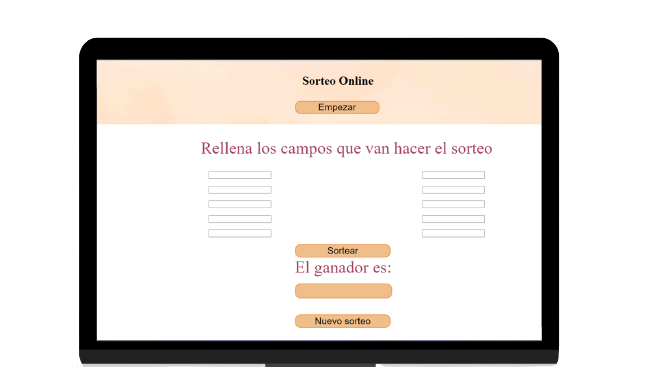 Sorteo Online
Empezar
Rellena los campos que van hacer el sorteo
Sortear
El ganador es:
Nuevo sorteo